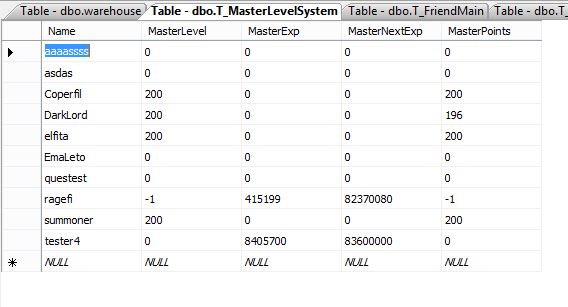 Table - dbo.warehouse Table - dbo.T_MasterLevelSystem Table - dbo.T_FriendMain Table - dbo.T_
Name MasterLevel MasterExp MasterNextExp MasterPoints
aaaassss 0 0 0 0
asdas 0 0 0 0
Coperfil 200 0 0 200
DarkLord 200 0 0 196
elfita 200 0 0 200
EmaLeto 0 0 0 0
questest 0 0 0 0
ragefi -1 415199 82370080 -1
summoner 200 0 0 200
tester4 0 8405700 83600000 0
NULL NULL NULL NULL NULL